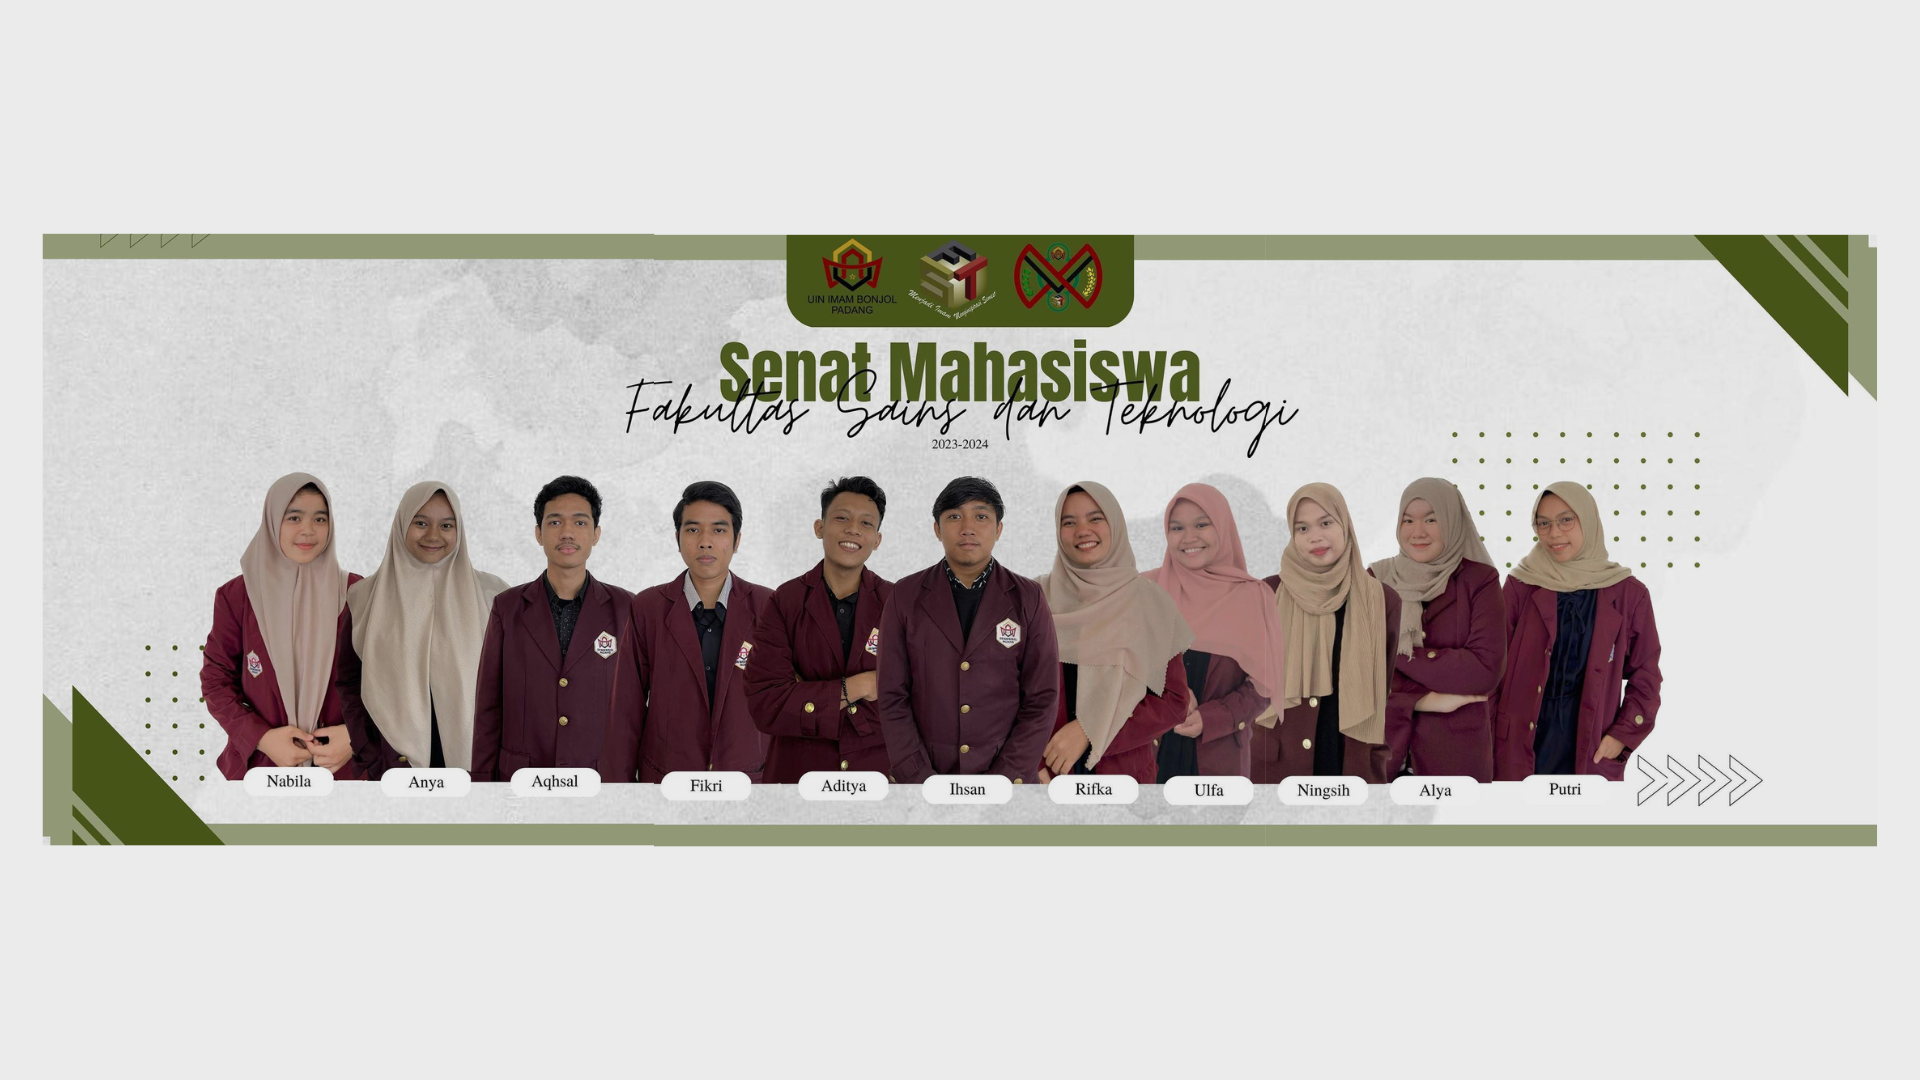 UIN IMAM BONJOL
PADANG
Senat Mahasiswa
Fakultas Sains dan Teknologi
2023-2024
Nabila
Anya
Aqhsal
Fikri
Aditya
Ihsan
Rifka
Ulfa
Ningsih
Alya
Putri